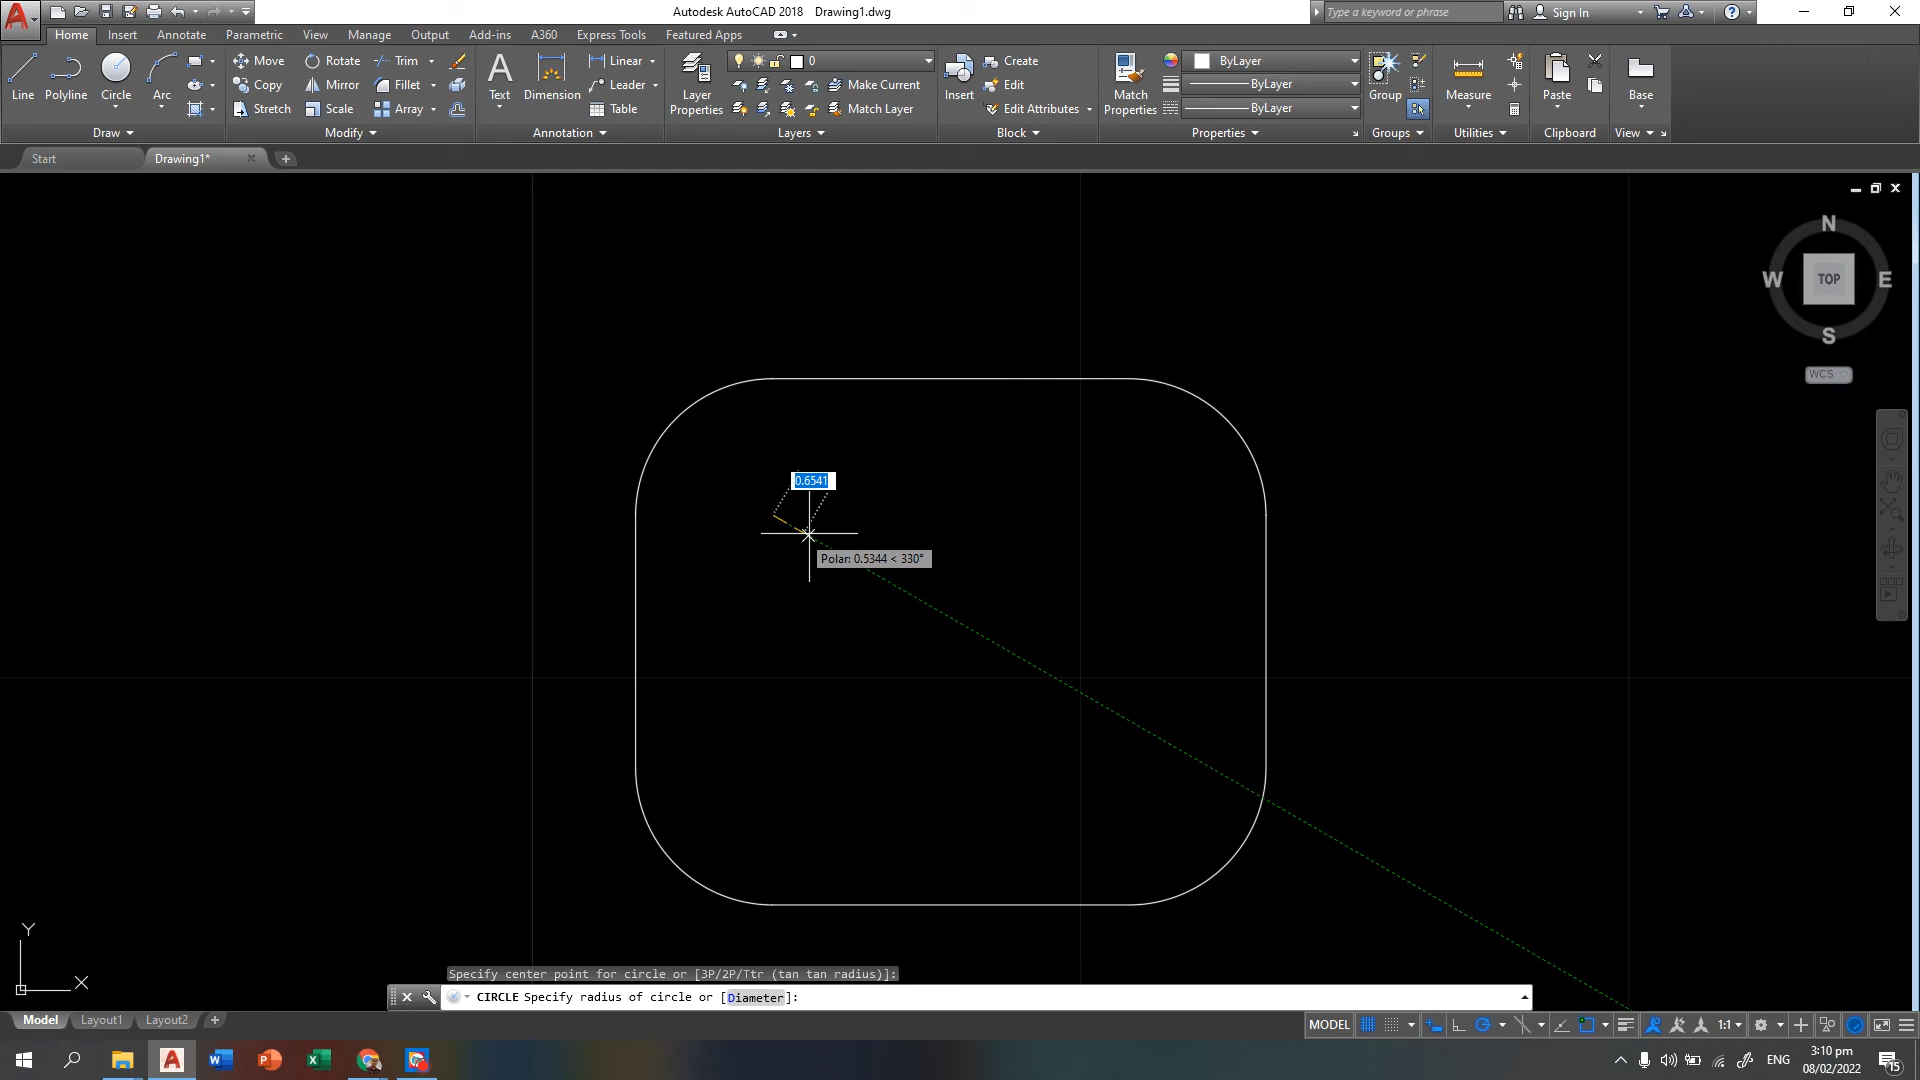 Autodesk AutoCAD 2018 Drawing1.dwg
Type a keyword or phrase
Sign In
Home Insert Annotate Parametric View Manage Output Add-ins A360 Express Tools Featured Apps
Line Polyline Circle Arc
Move Rotate Trim
Copy Mirror Fillet
Stretch Scale Array
Text Dimension
Linear
Leader
Table
Layer Properties
0
Make Current
Match Layer
Insert
Create
Edit
Edit Attributes
Match Properties
ByLayer
ByLayer
ByLayer
Group
Measure
Paste
Base
Draw Modify Annotation Layers Block Properties Groups Utilities Clipboard View
Start Drawing1*
N
W TOP E
S
WCS
0.6541
Polar: 0.5344 < 330°
Y
X
Specify center point for circle or [3P/2P/Ttr (tan tan radius)]:
CIRCLE Specify radius of circle or [Diameter]:
Model Layout1 Layout2
MODEL
1:1
ENG
3:10 pm
08/02/2022
15